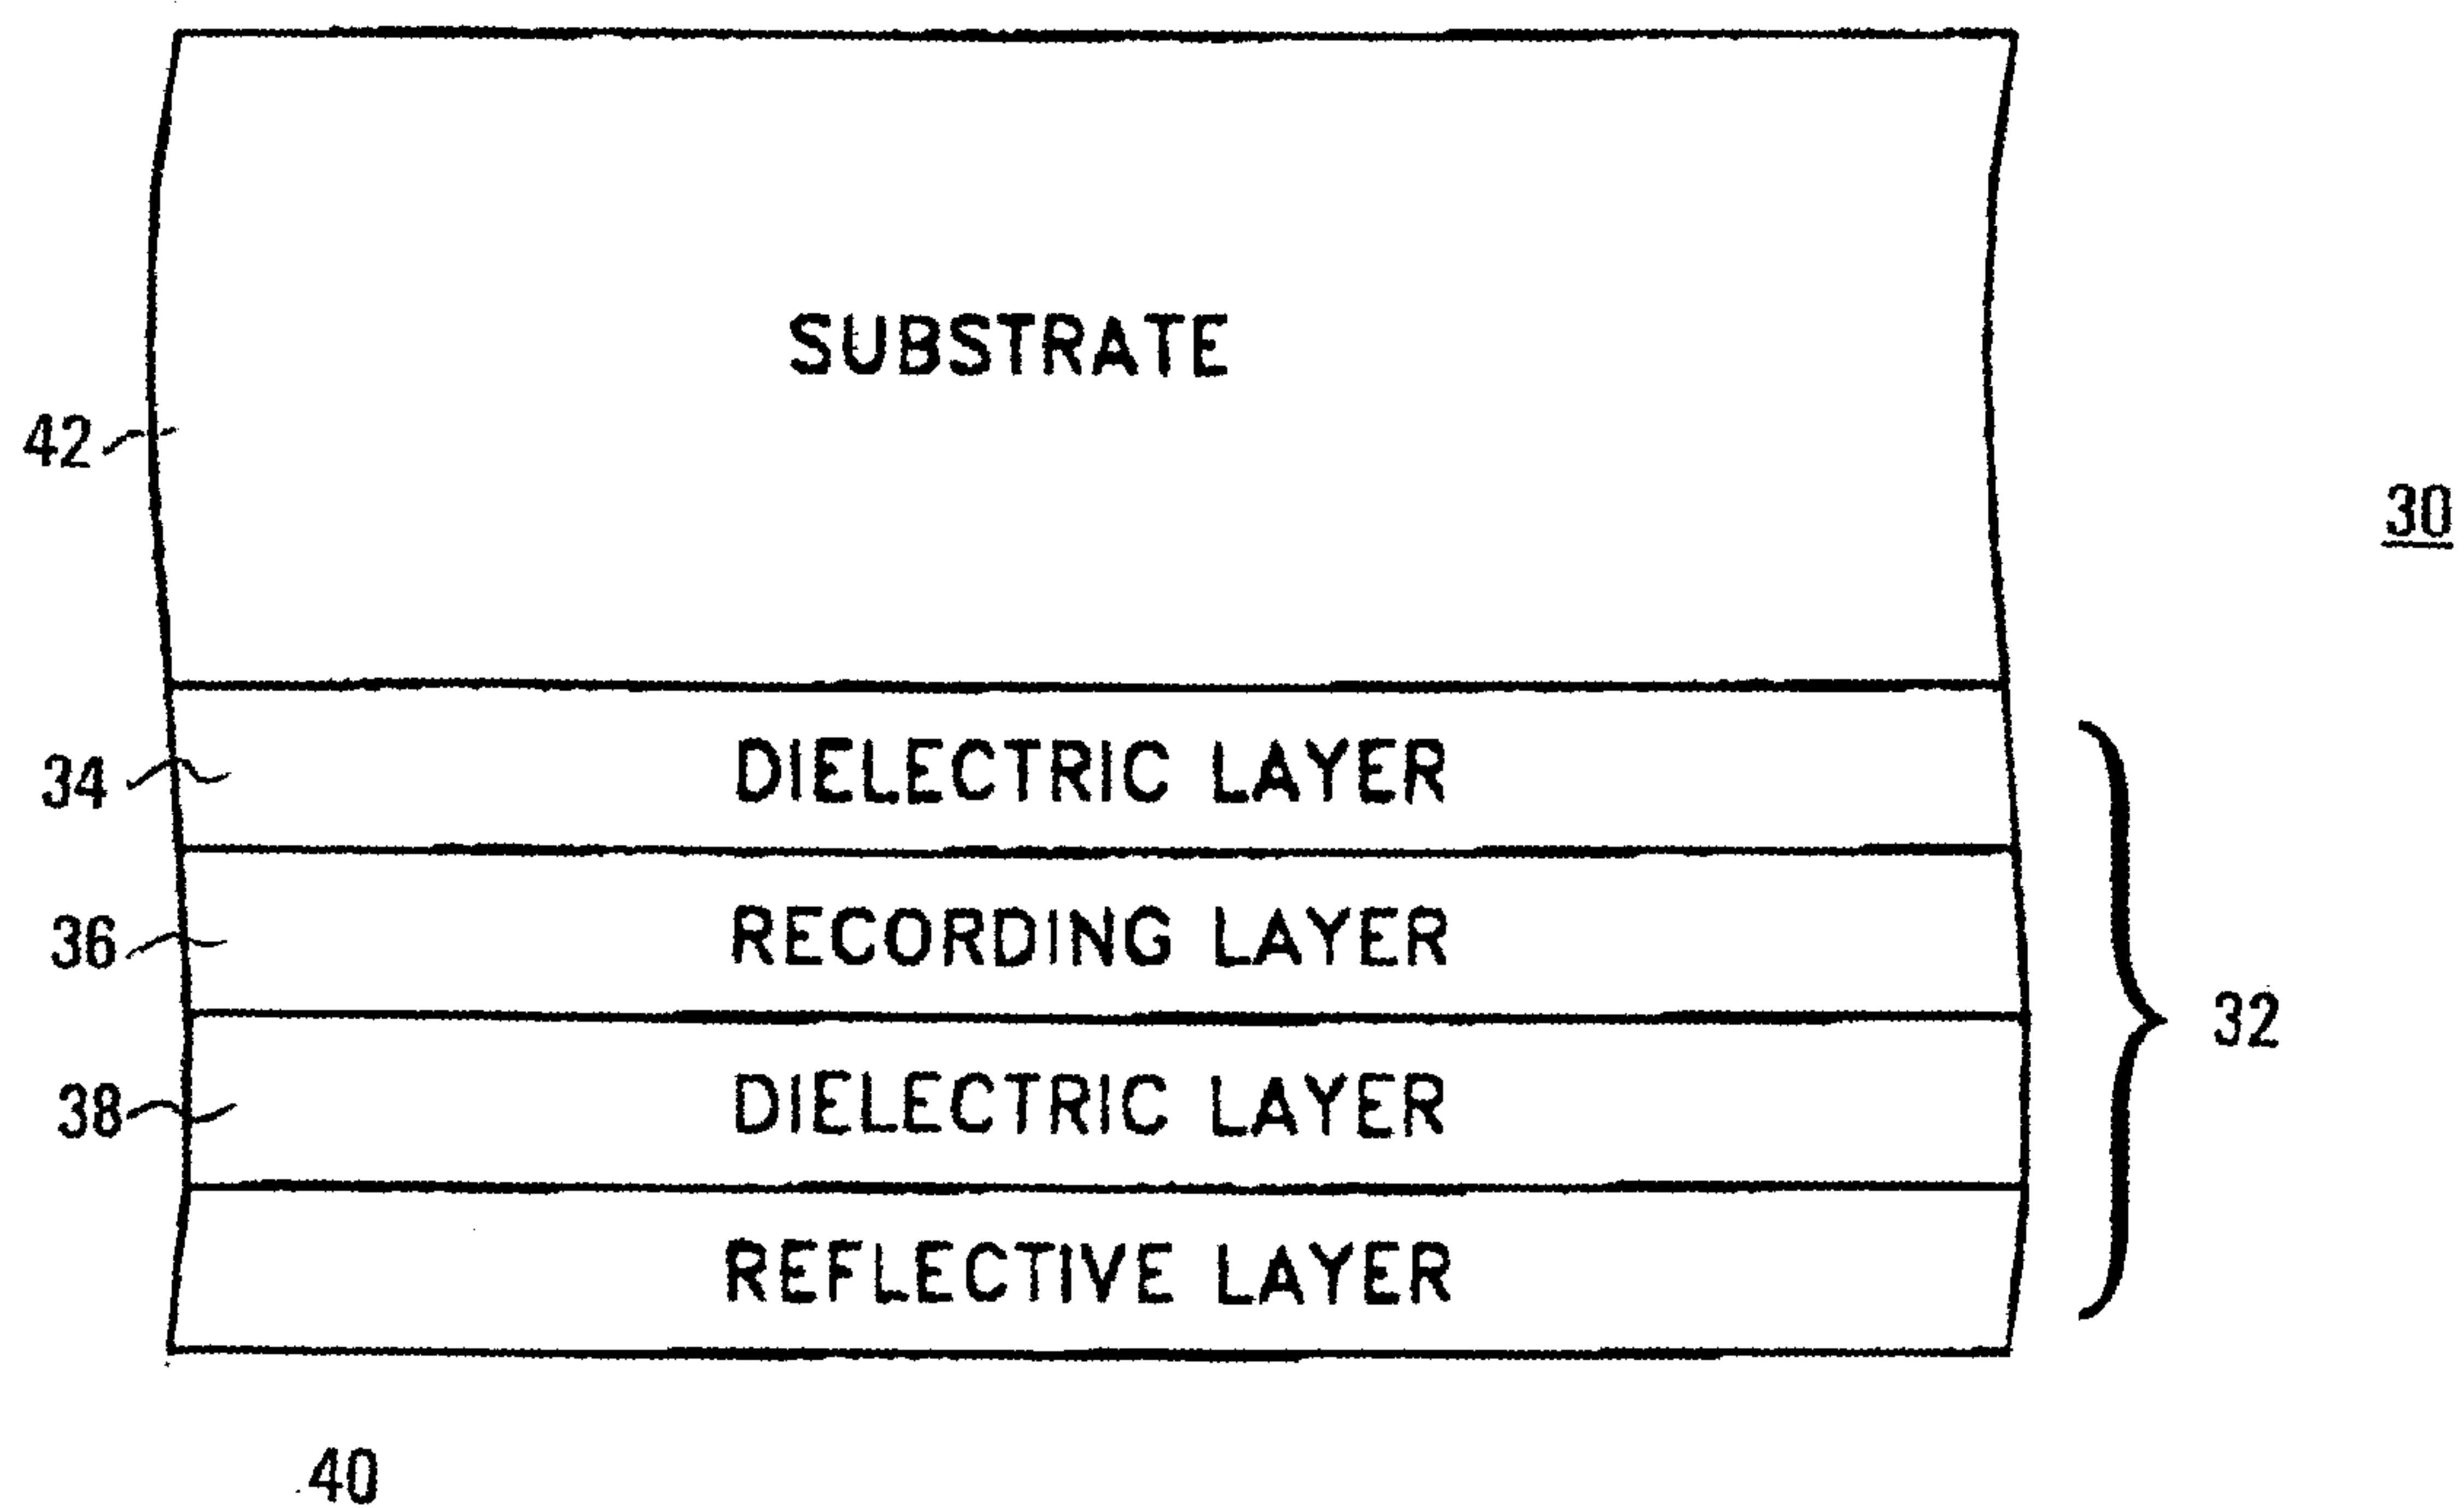 SUBSTRATE
42
30
DIELECTRIC LAYER
34
RECORDING LAYER
36
32
DIELECTRIC LAYER
38
REFLECTIVE LAYER
40